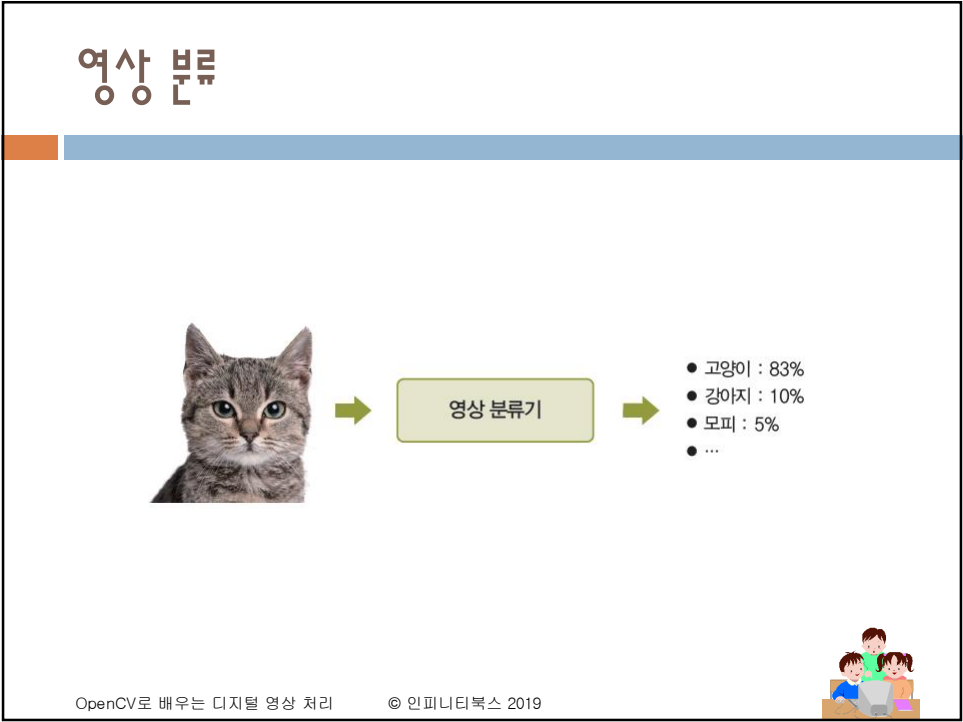 영상 분류
영상 분류기
● 고양이 : 83%
● 강아지 : 10%
● 모피 : 5%
● …
OpenCV로 배우는 디지털 영상 처리 © 인피니티북스 2019